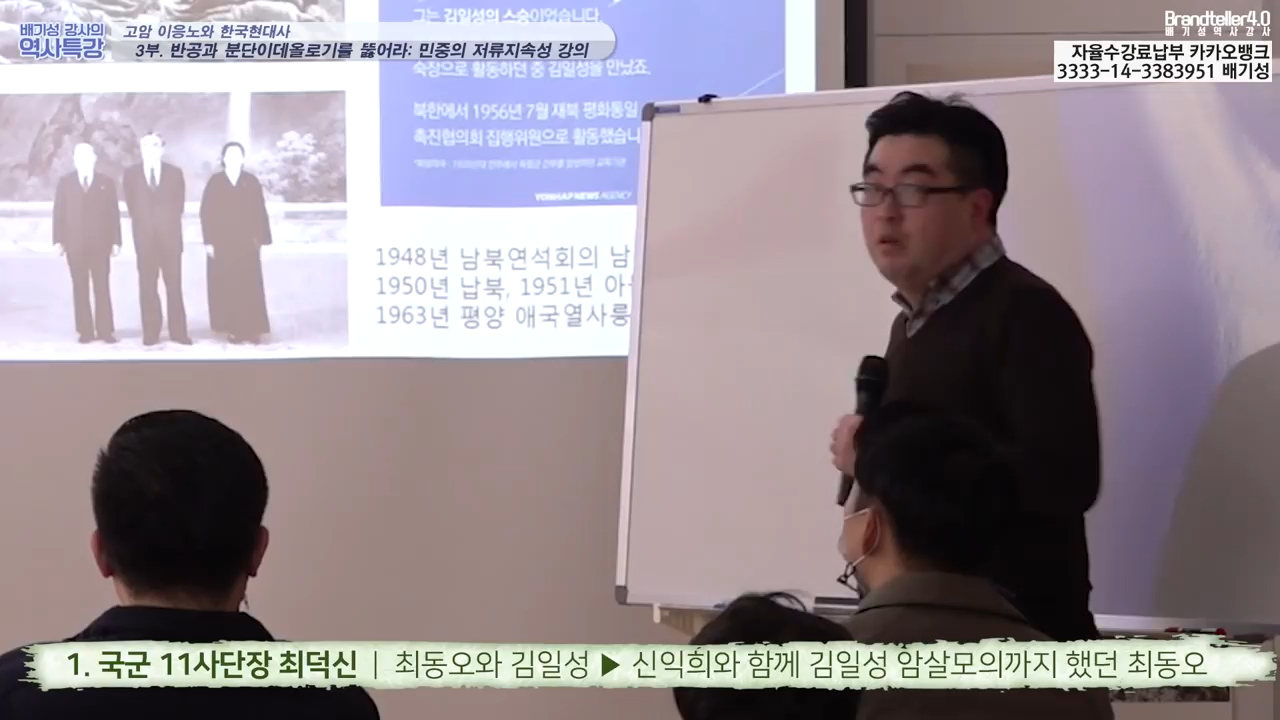 배기성 강사의
역사특강
고암 이응노와 한국현대사
3부. 반공과 분단이데올로기를 뚫어라: 민중의 저류지속성 강의
Brandteller4.0
배기성역사강사
자율수강료납부 카카오뱅크
3333-14-3383951 배기성
그는 김일성의 스승이었습니다.
숙장으로 활동하던 중 김일성을 만났죠.
북한에서 1956년 7월 재북 평화통일
촉진협의회 집행위원으로 활동했습니
YONHAP NEWS AGENCY
1948년 남북연석회의 남
1950년 납북, 1951년
1963년 평양 애국열사릉
1. 국군 11사단장 최덕신 | 최동오와 김일성 ▶ 신익희와 함께 김일성 암살모의까지 했던 최동오